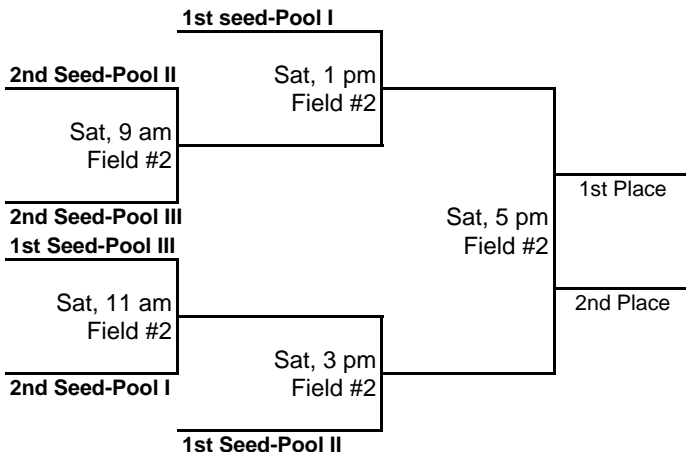 1st seed-Pool I
2nd Seed-Pool II
Sat, 1 pm
Field #2
Sat, 9 am
Field #2
2nd Seed-Pool III
1st Seed-Pool III
1st Place
Sat, 5 pm
Field #2
Sat, 11 am
Field #2
2nd Place
2nd Seed-Pool I
Sat, 3 pm
Field #2
1st Seed-Pool II